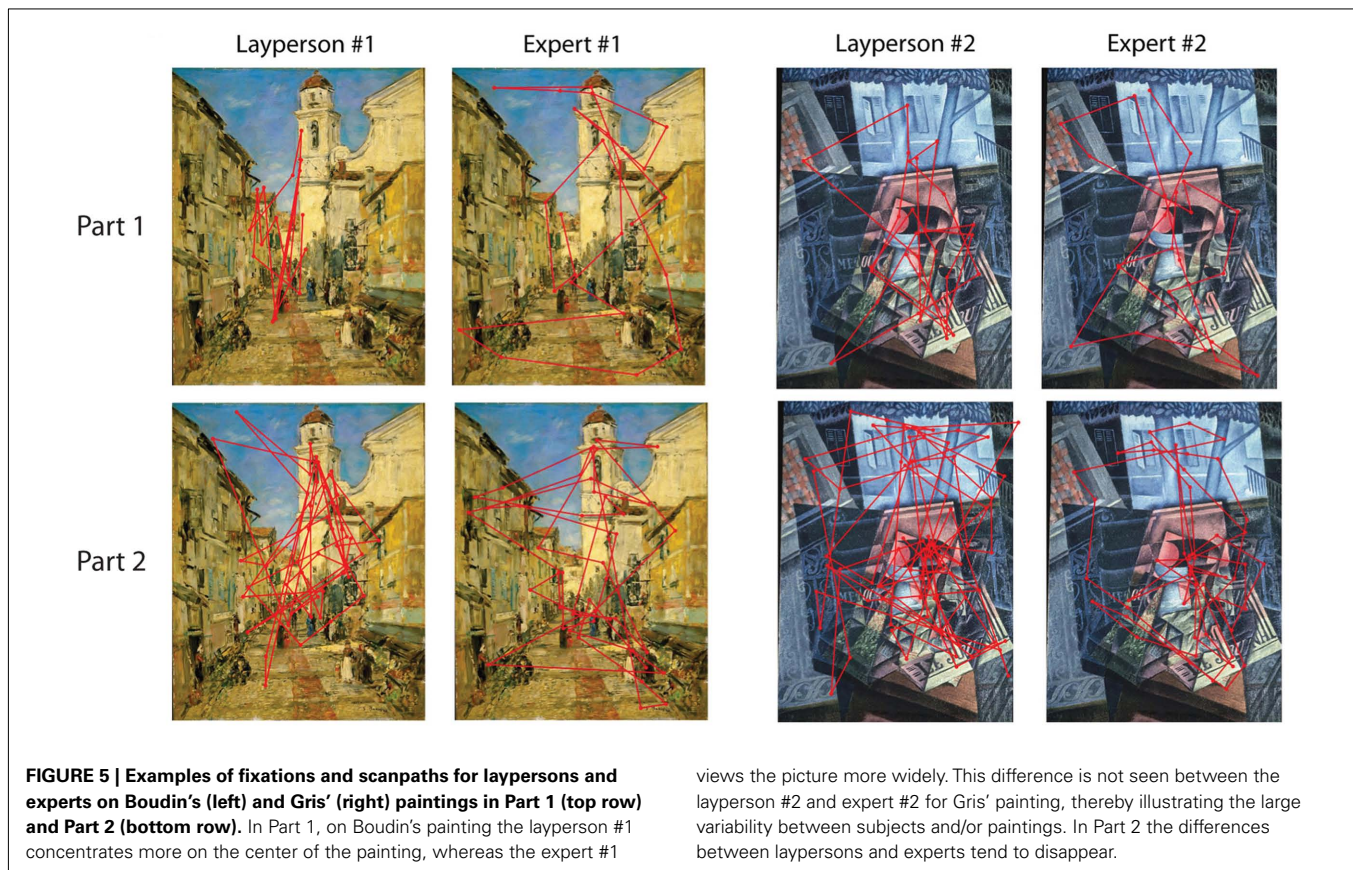 Layperson #1
Expert #1
Layperson #2
Expert #2
Part 1
Part 2
FIGURE 5 | Examples of fixations and scanpaths for laypersons and
experts on Boudin's (left) and Gris' (right) paintings in Part 1 (top row)
and Part 2 (bottom row). In Part 1, on Boudin's painting the layperson #1
concentrates more on the center of the painting, whereas the expert #1
views the picture more widely. This difference is not seen between the
layperson #2 and expert #2 for Gris' painting, thereby illustrating the large
variability between subjects and/or paintings. In Part 2 the differences
between laypersons and experts tend to disappear.